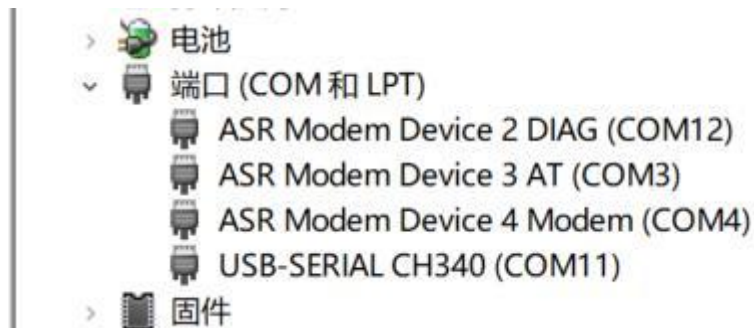 电池
端口 (COM 和 LPT)
ASR Modem Device 2 DIAG (COM12)
ASR Modem Device 3 AT (COM3)
ASR Modem Device 4 Modem (COM4)
USB-SERIAL CH340 (COM11)
固件